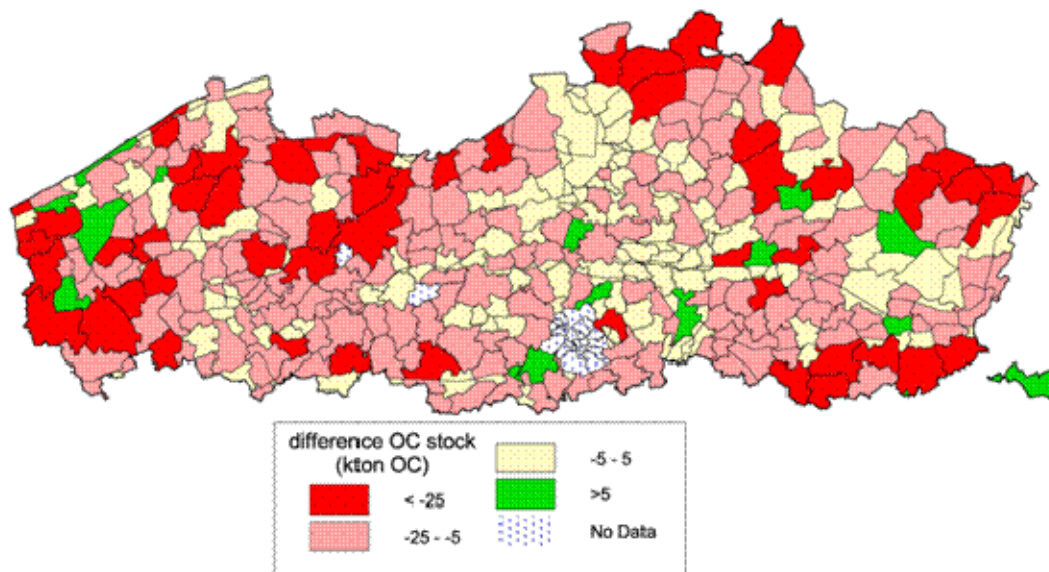 difference OC stock
(kton OC)
< -25
-25 - -5
-5 - 5
>5
No Data